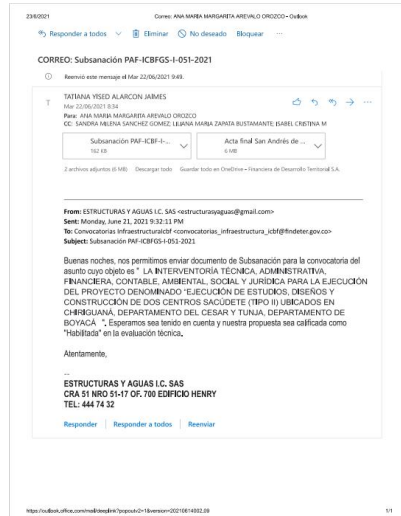 23/6/2021
Correo: ANA MARIA MARGARITA AREVALO OROZCO – Outlook
Responder a todos Eliminar No deseado Bloquear ...
CORREO: Subsanación PAF-ICBFGS-I-051-2021
Reenvió este mensaje el Mar 22/06/2021 9:49.
T
TATIANA YISED ALARCON JAIMES
Mar 22/06/2021 8:34
Para: ANA MARIA MARGARITA AREVALO OROZCO
CC: SANDRA MILENA SANCHEZ GOMEZ; LILIANA MARIA ZAPATA BUSTAMANTE; ISABEL CRISTINA M
Subsanación PAF-ICBF-I-...
162 KB
Acta final San Andrés de ...
6 MB
2 archivos adjuntos (6 MB) Descargar todo Guardar todo en OneDrive – Financiera de Desarrollo Territorial S.A.
From: ESTRUCTURAS Y AGUAS I.C. SAS <estructurasyaguas@gmail.com>
Sent: Monday, June 21, 2021 9:32:11 PM
To: Convocatorias InfraestructuraIcbf <convocatorias_infraestructura_icbf@findeter.gov.co>
Subject: Subsanación PAF-ICBFGS-I-051-2021
Buenas noches, nos permitimos enviar documento de Subsanación para la convocatoria del
asunto cuyo objeto es " LA INTERVENTORÍA TÉCNICA, ADMINISTRATIVA,
FINANCIERA, CONTABLE, AMBIENTAL, SOCIAL Y JURÍDICA PARA LA EJECUCIÓN
DEL PROYECTO DENOMINADO "EJECUCIÓN DE ESTUDIOS, DISEÑOS Y
CONSTRUCCIÓN DE DOS CENTROS SACÚDETE (TIPO II) UBICADOS EN
CHIRIGUANÁ, DEPARTAMENTO DEL CESAR Y TUNJA, DEPARTAMENTO DE
BOYACÁ ". Esperamos sea tenido en cuenta y nuestra propuesta sea calificada como
"Habilitada" en la evaluación técnica.
Atentamente,
--
ESTRUCTURAS Y AGUAS I.C. SAS
CRA 51 NRO 51-17 OF. 700 EDIFICIO HENRY
TEL: 444 74 32
Responder Responder a todos Reenviar
https://outlook.office.com/mail/deeplink?popoutv2=1&version=20210614002.09
1/1